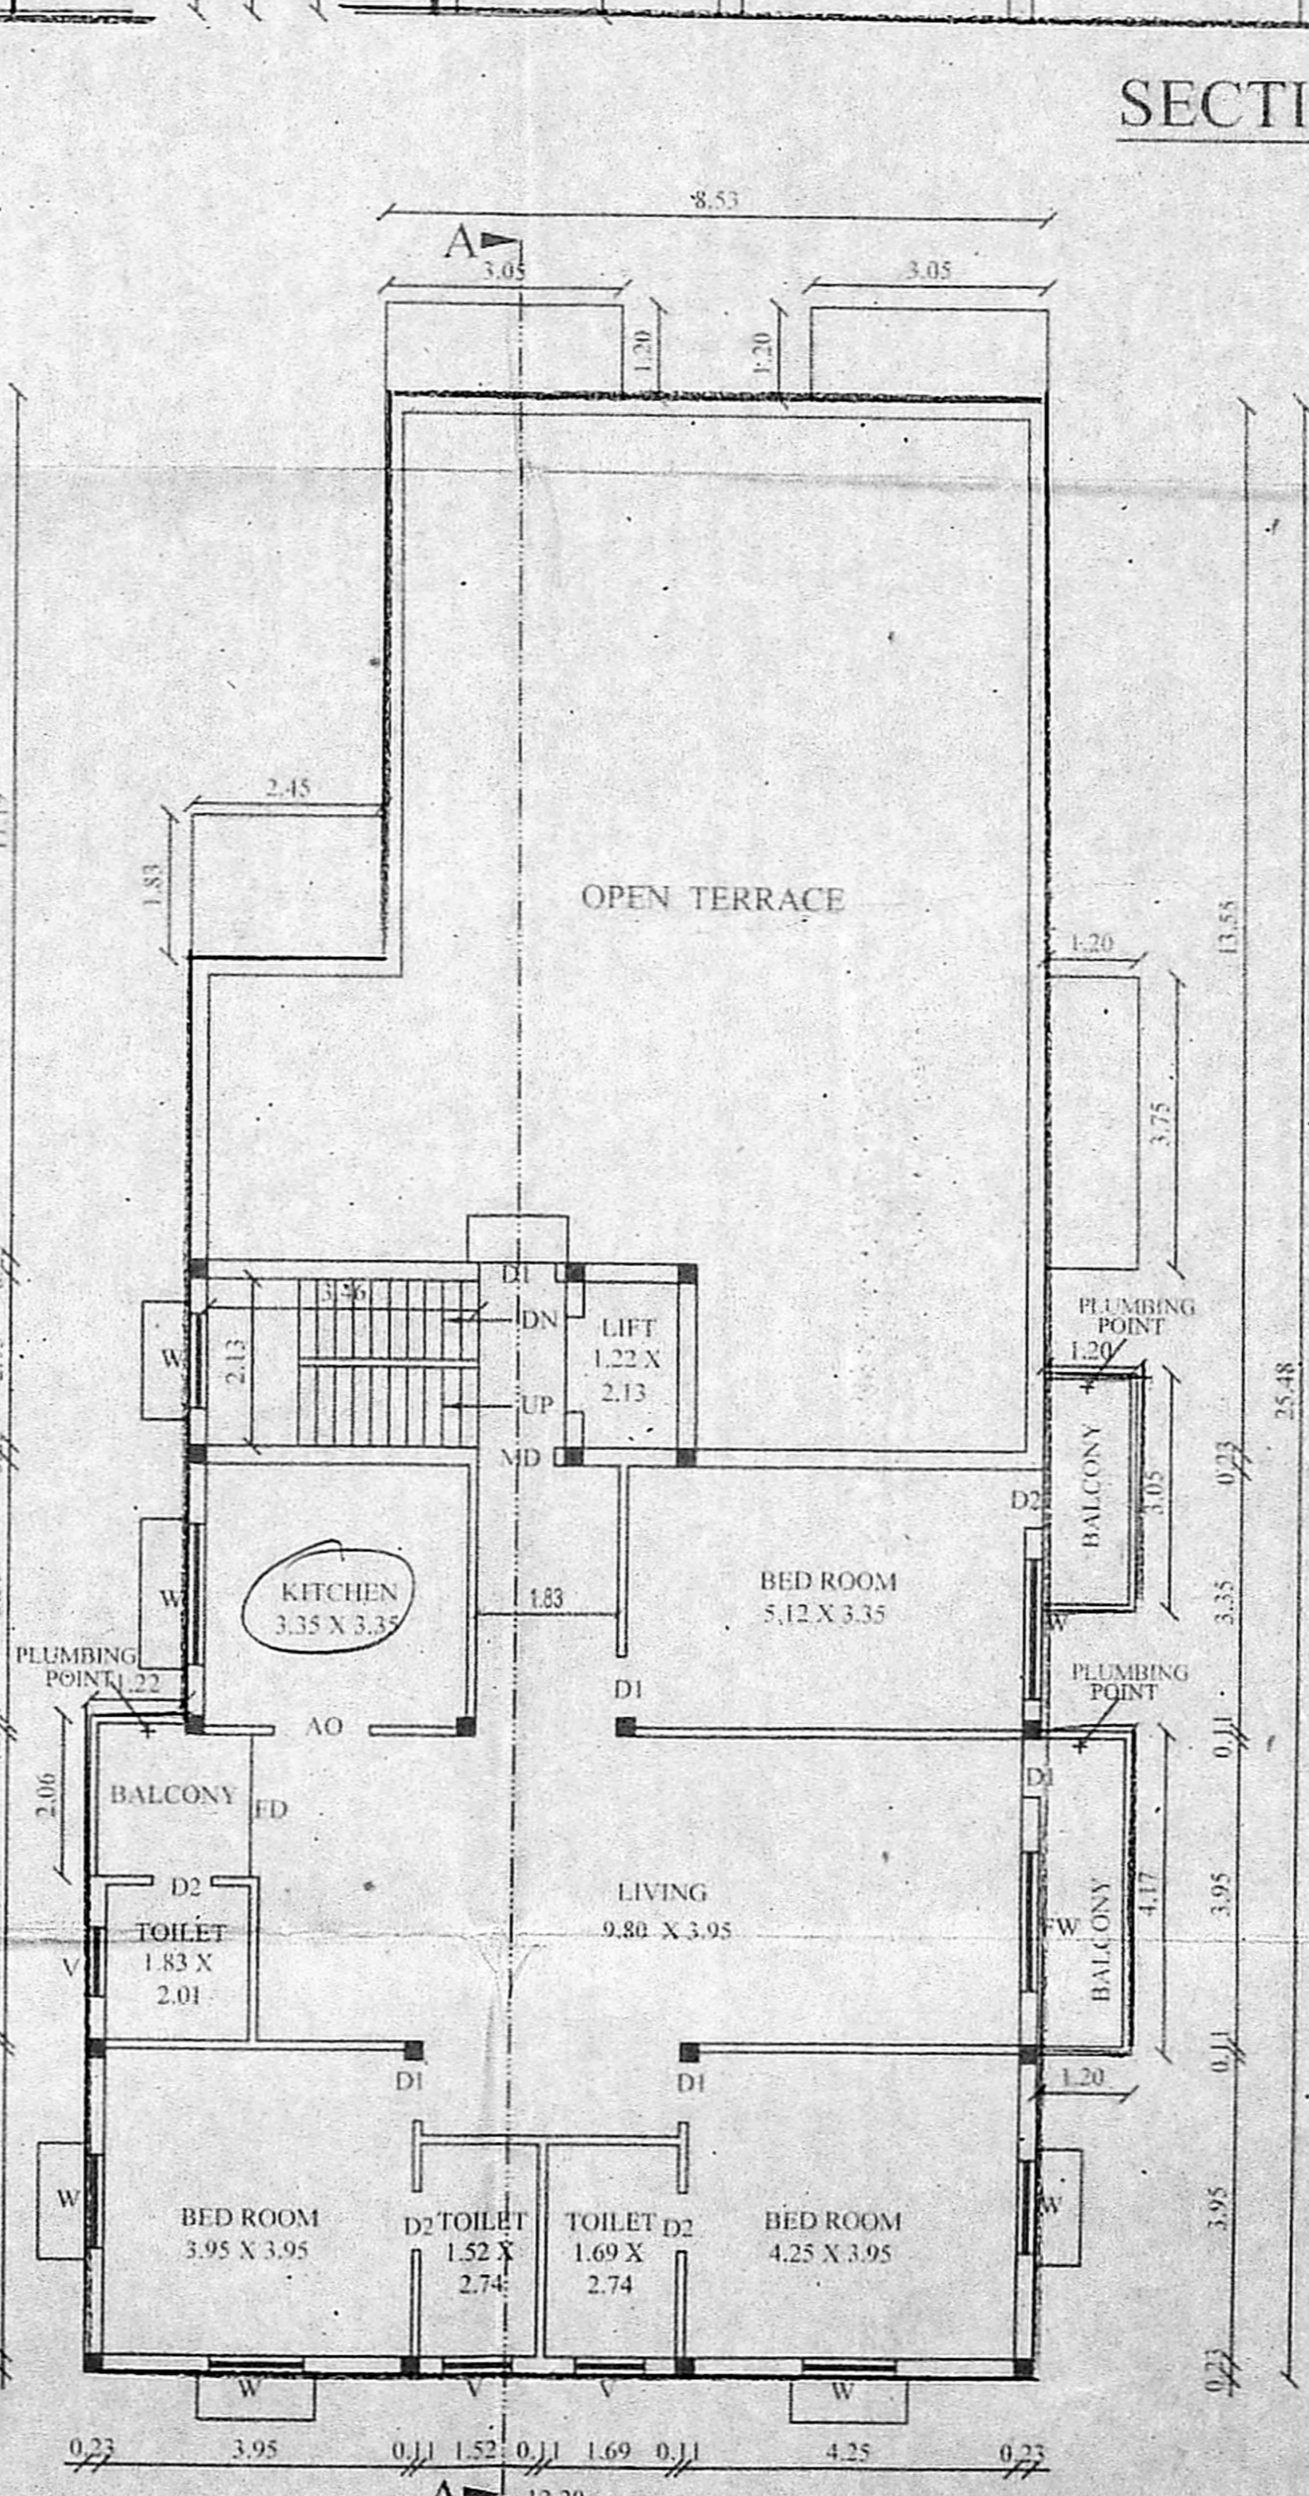 SECTI
8.53
A
3.05
3.05
1.20
1.20
2.45
1.83
OPEN TERRACE
13.55
1.20
3.75
D1
3.46
DN
LIFT
1.22 X
2.13
2.13
W
UP
MD
PLUMBING
POINT
1.20
BALCONY
3.05
25.48
0.23
D2
KITCHEN
3.35 X 3.35
W
1.83
BED ROOM
5.12 X 3.35
W
3.35
PLUMBING
POINT
1.22
D1
AO
PLUMBING
POINT
0.11
2.06
BALCONY
FD
D1
D2
TOILET
1.83 X
2.01
V
LIVING
9.80 X 3.95
FW
BALCONY
4.17
3.95
0.11
D1
D1
1.20
W
BED ROOM
3.95 X 3.95
D2
TOILET
1.52 X
2.74
TOILET
1.69 X
2.74
D2
BED ROOM
4.25 X 3.95
W
3.95
0.23
W
V
V
W
0.23
3.95
0.11
1.52
0.11
1.69
0.11
4.25
0.23
A